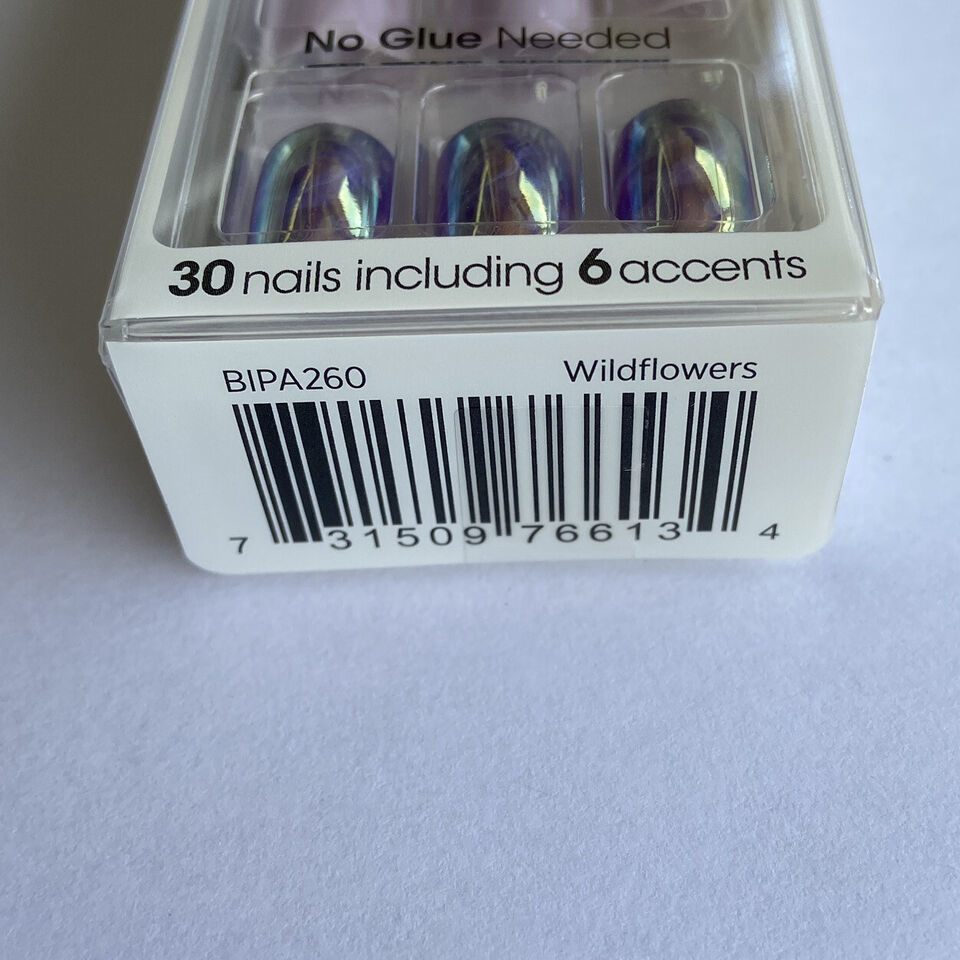 No Glue Needed
30 nails including 6 accents
BIPA260 Wildflowers
7 31509 76613 4